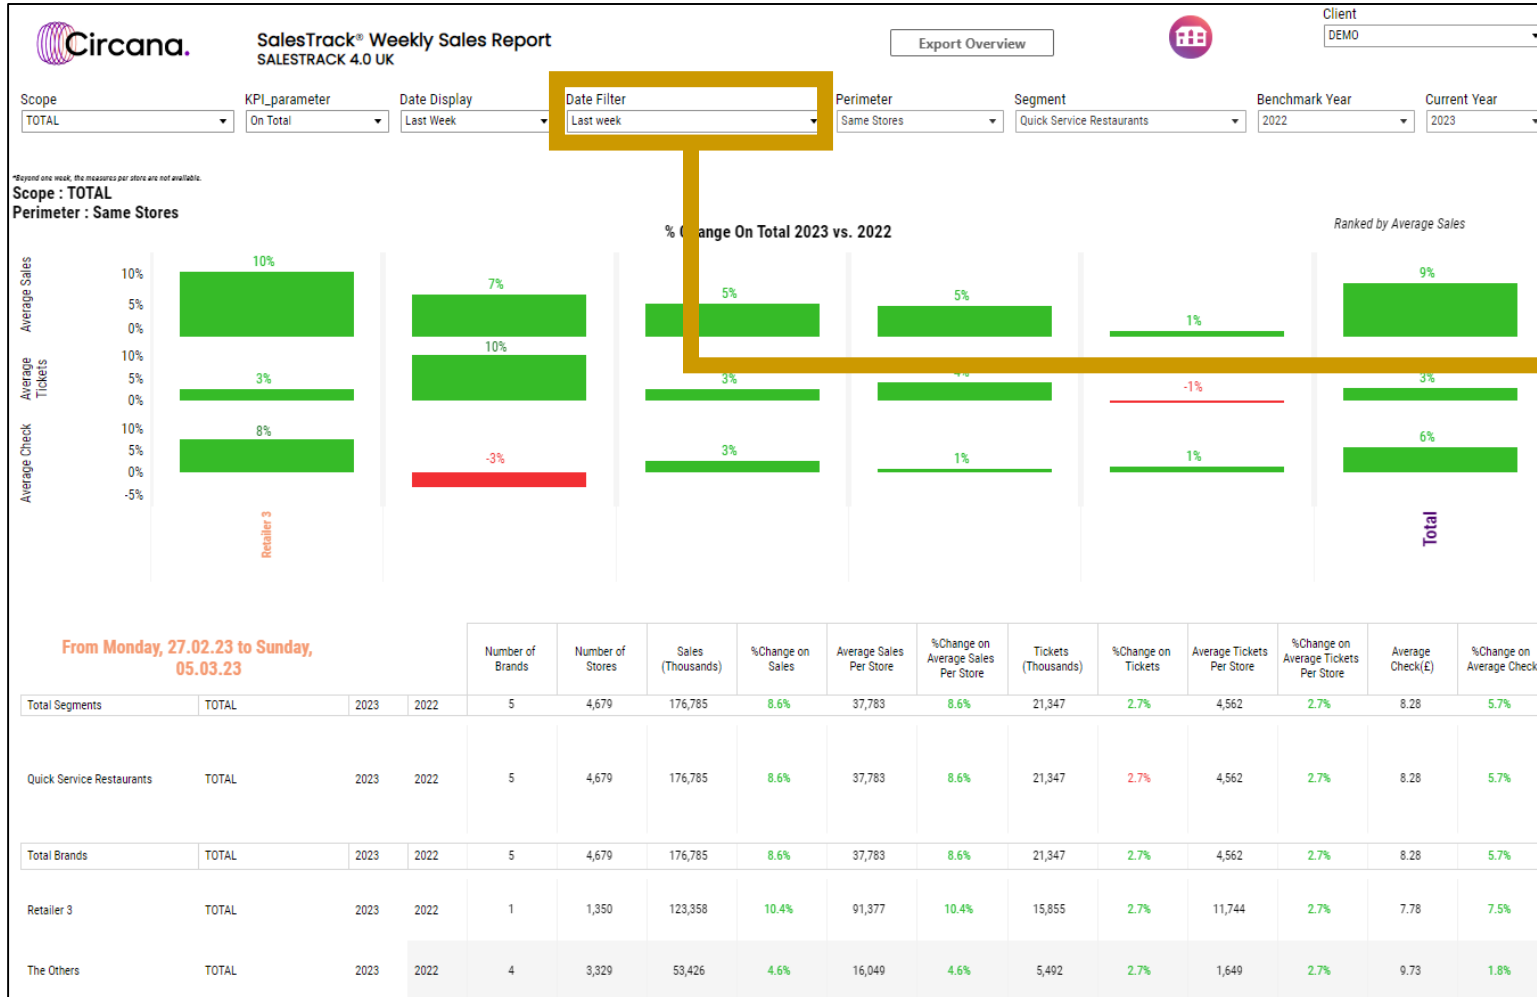 Circana.
SalesTrack® Weekly Sales Report
SALESTRACK 4.0 UK
Export Overview
Client
DEMO
Scope KPI_parameter Date Display Date Filter Perimeter Segment Benchmark Year Current Year
TOTAL On Total Last Week Last week Same Stores Quick Service Restaurants 2022 2023
*Beyond one week, the measures per store are not available.
Scope : TOTAL
Perimeter : Same Stores
% Change On Total 2023 vs. 2022
Ranked by Average Sales
Average Sales
10%
5%
0%
10% 7% 5% 5% 1% 9%
Average Tickets
10%
5%
0%
3% 10% 3% 4% -1% 3%
Average Check
10%
5%
0%
-5%
8% -3% 3% 1% 1% 6%
Retailer 3
Total
From Monday, 27.02.23 to Sunday,
05.03.23
Number of Brands Number of Stores Sales (Thousands) %Change on Sales Average Sales Per Store %Change on Average Sales Per Store Tickets (Thousands) %Change on Tickets Average Tickets Per Store %Change on Average Tickets Per Store Average Check(£) %Change on Average Check
Total Segments TOTAL 2023 2022 5 4,679 176,785 8.6% 37,783 8.6% 21,347 2.7% 4,562 2.7% 8.28 5.7%
Quick Service Restaurants TOTAL 2023 2022 5 4,679 176,785 8.6% 37,783 8.6% 21,347 2.7% 4,562 2.7% 8.28 5.7%
Total Brands TOTAL 2023 2022 5 4,679 176,785 8.6% 37,783 8.6% 21,347 2.7% 4,562 2.7% 8.28 5.7%
Retailer 3 TOTAL 2023 2022 1 1,350 123,358 10.4% 91,377 10.4% 15,855 2.7% 11,744 2.7% 7.78 7.5%
The Others TOTAL 2023 2022 4 3,329 53,426 4.6% 16,049 4.6% 5,492 2.7% 1,649 2.7% 9.73 1.8%